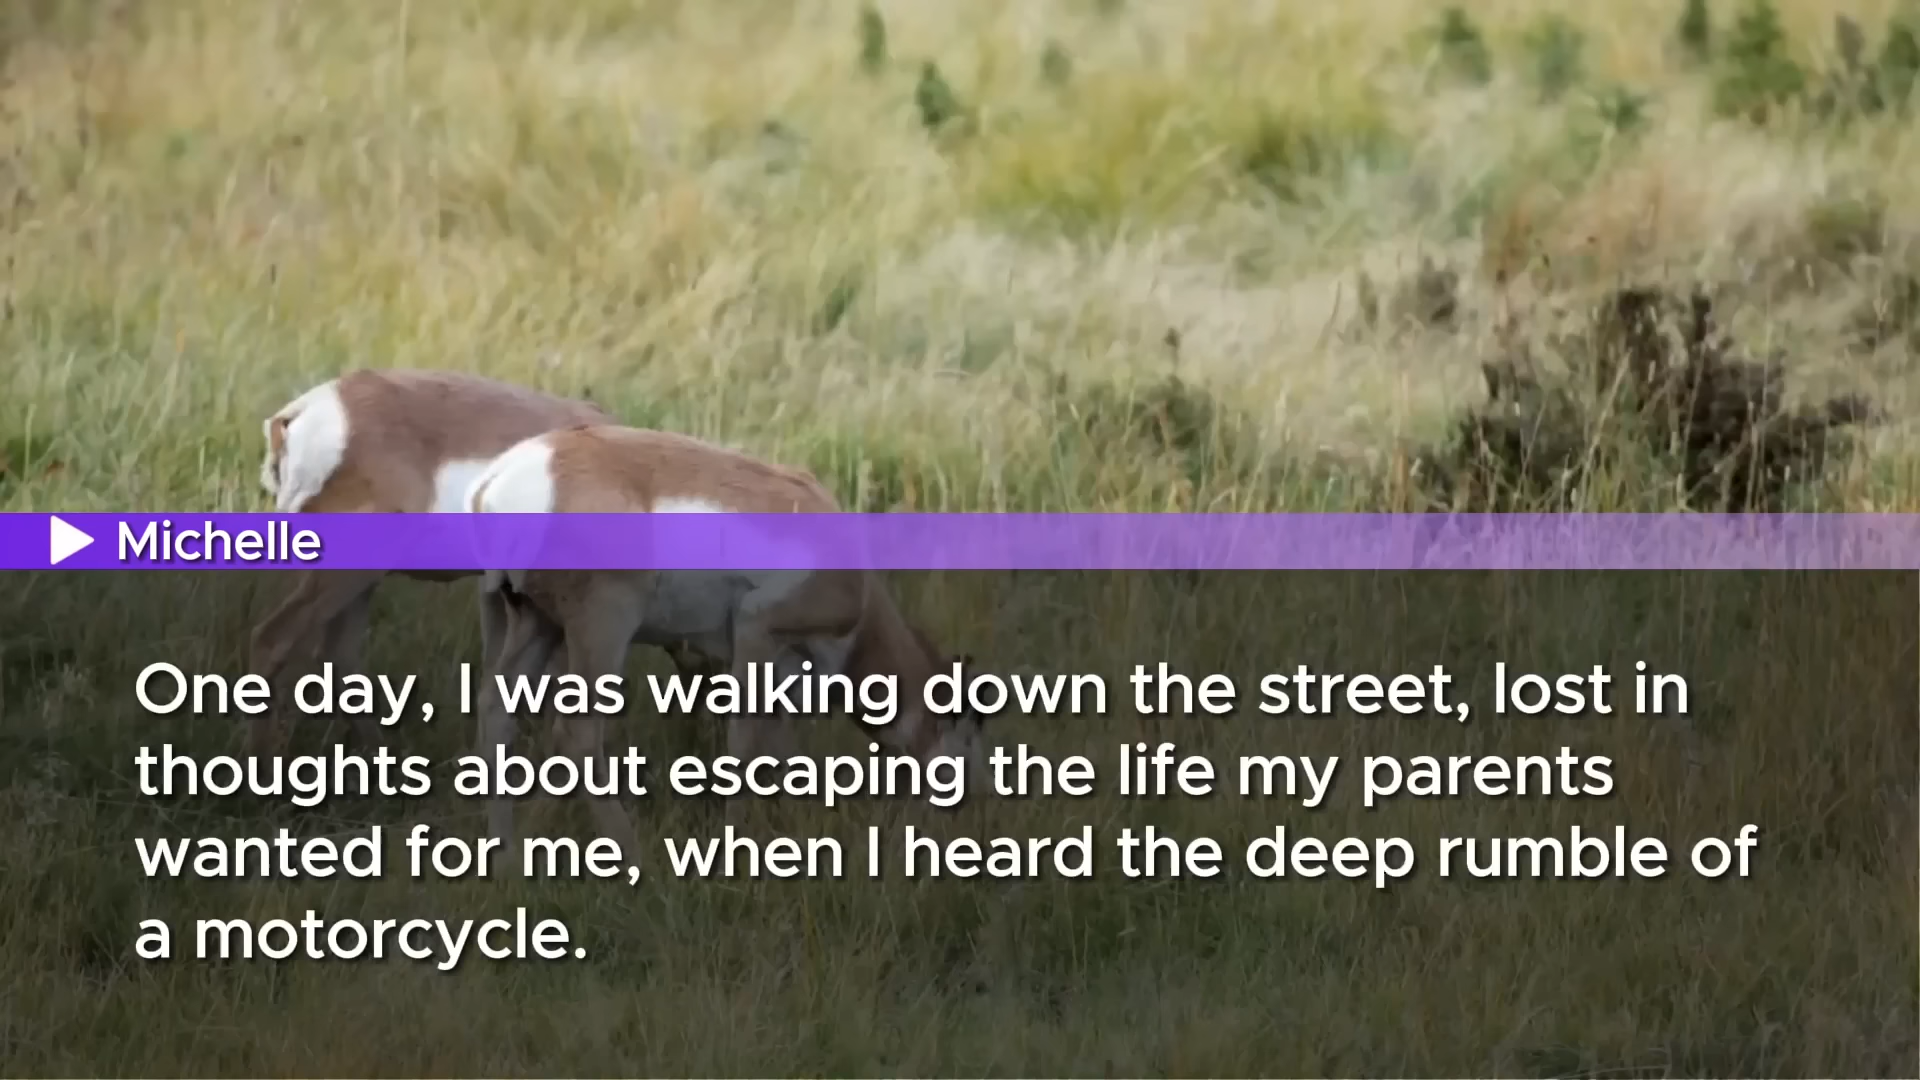 Michelle
One day, I was walking down the street, lost in
thoughts about escaping the life my parents
wanted for me, when I heard the deep rumble of
a motorcycle.